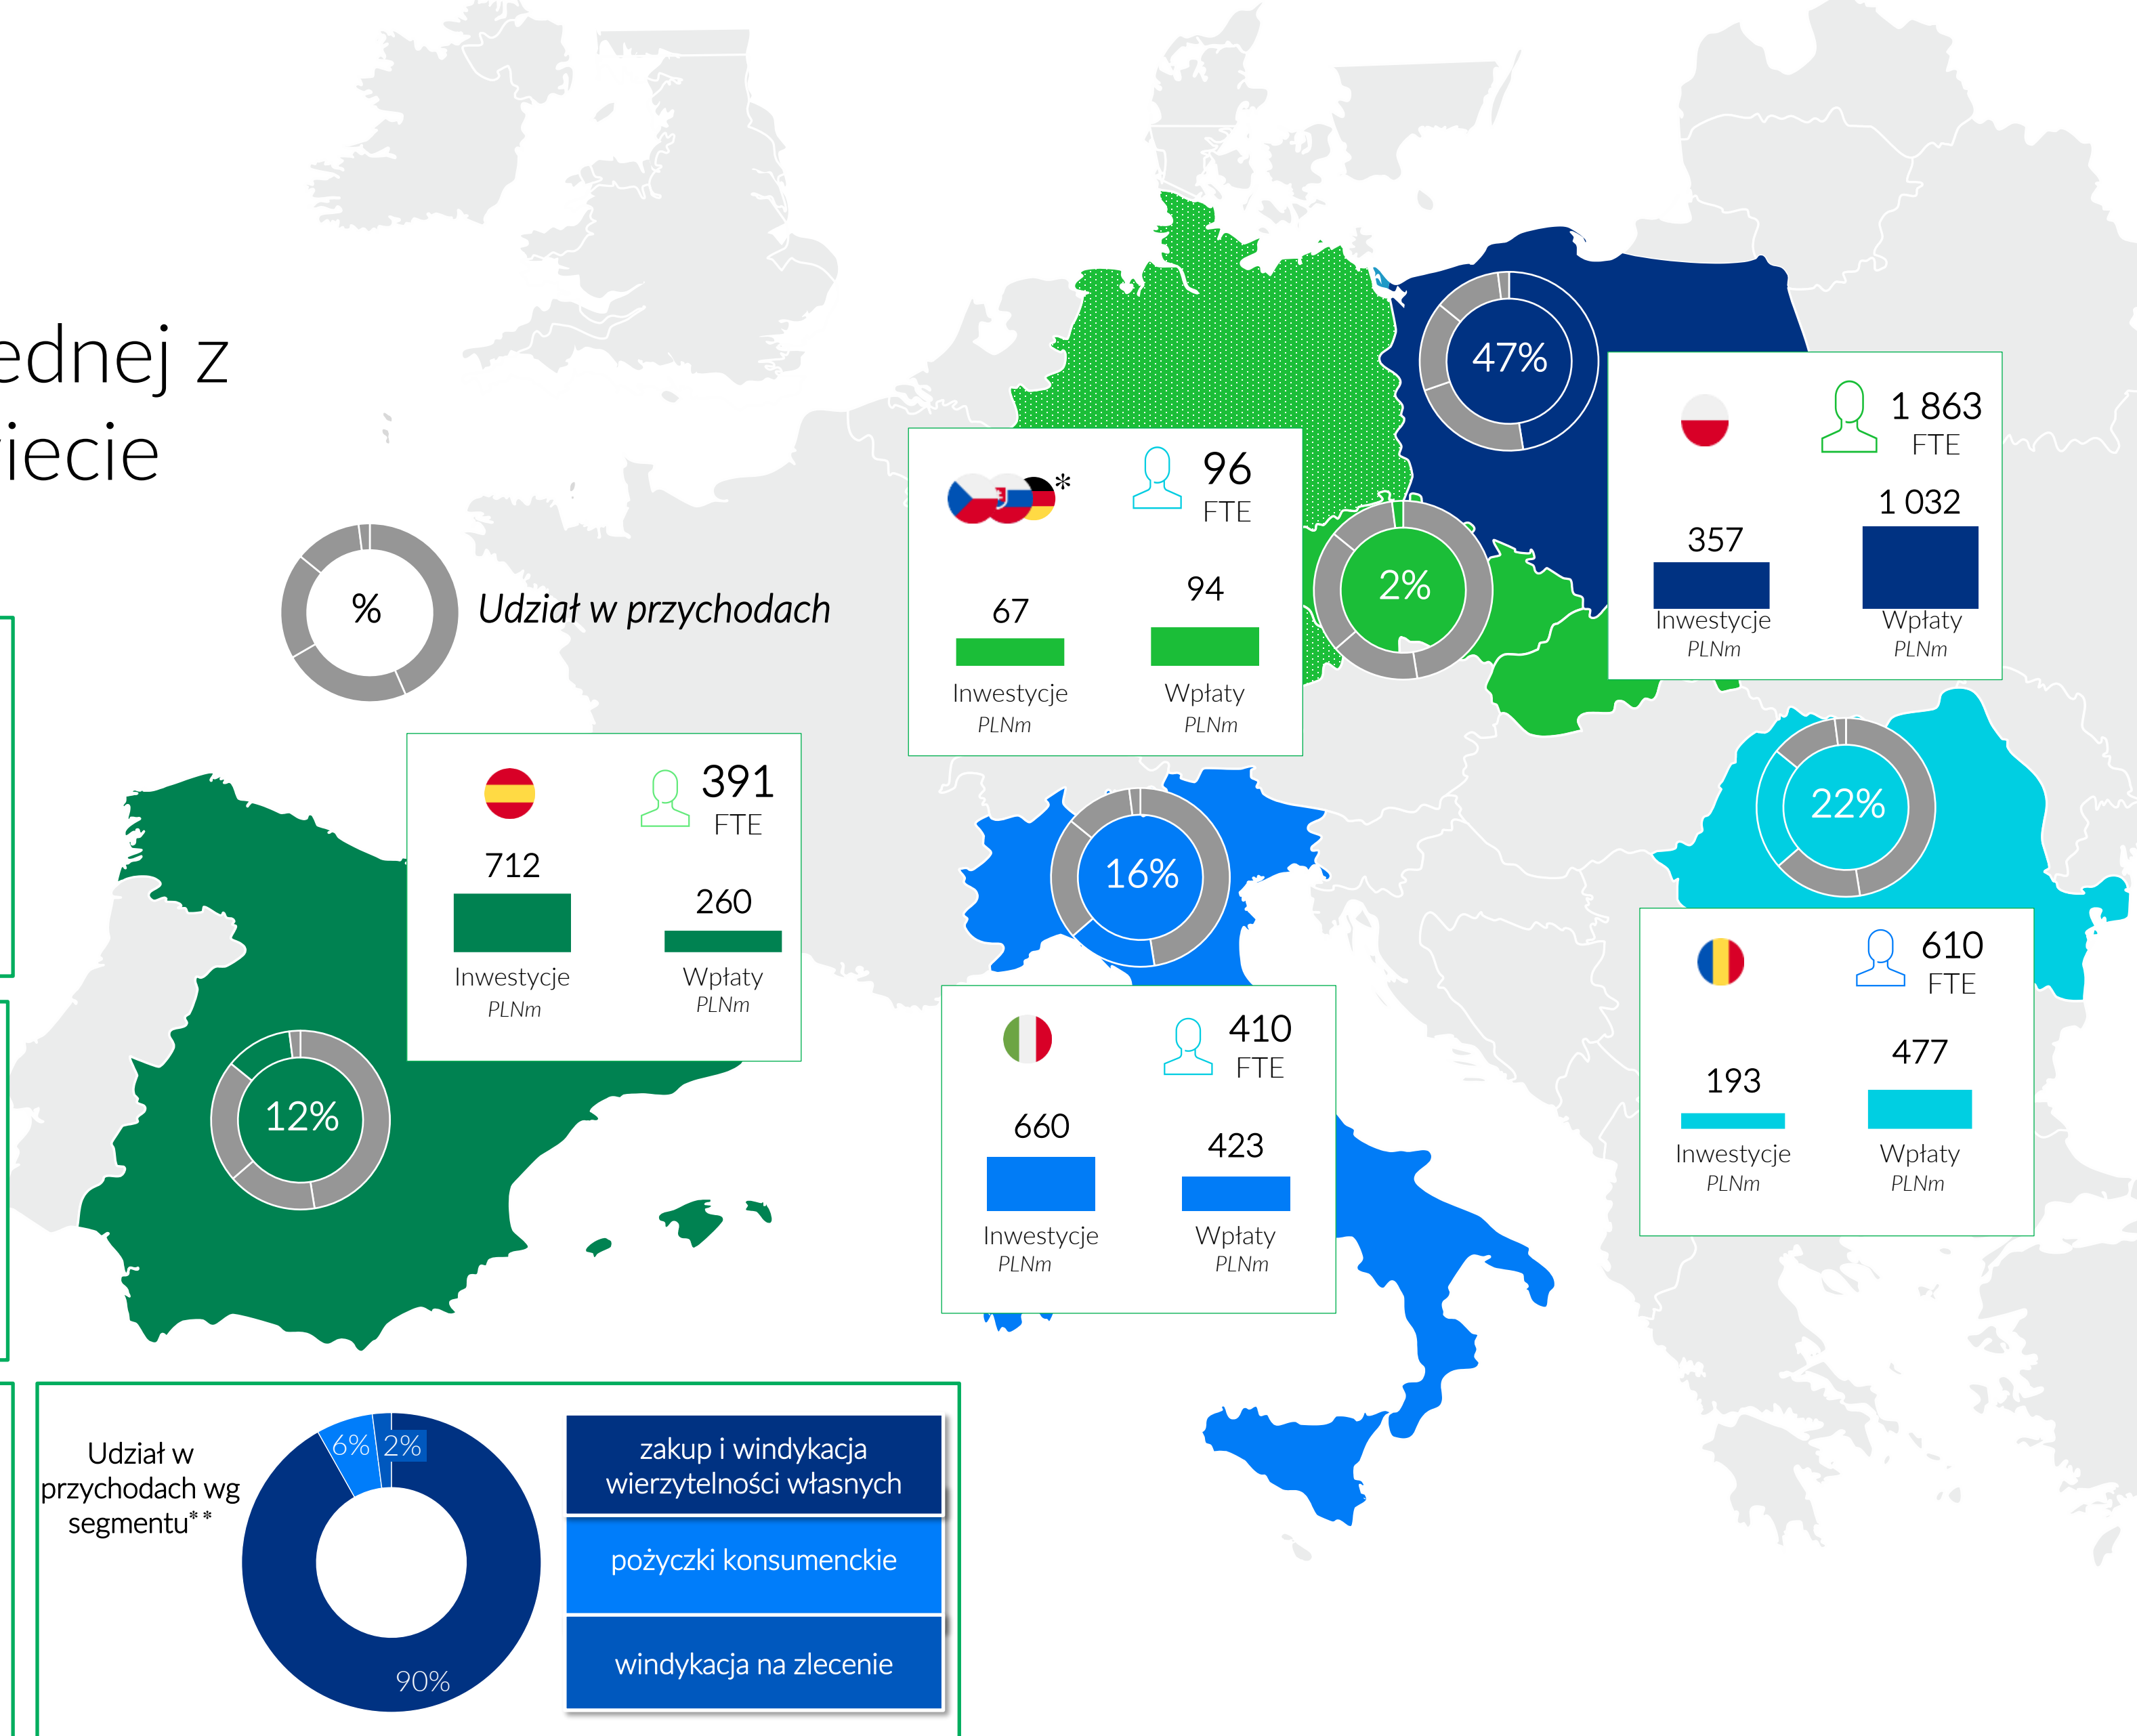 ednej z
iecie
%
Udział w przychodach
47%
1 863
FTE
357
1 032
Inwestycje
Wpłaty
PLNm
PLNm
*
96
FTE
67
94
Inwestycje
Wpłaty
PLNm
PLNm
2%
391
FTE
712
260
Inwestycje
Wpłaty
PLNm
PLNm
12%
16%
410
FTE
660
423
Inwestycje
Wpłaty
PLNm
PLNm
22%
610
FTE
193
477
Inwestycje
Wpłaty
PLNm
PLNm
Udział w
przychodach wg
segmentu**
6%
2%
90%
zakup i windykacja
wierzytelności własnych
pożyczki konsumenckie
windykacja na zlecenie